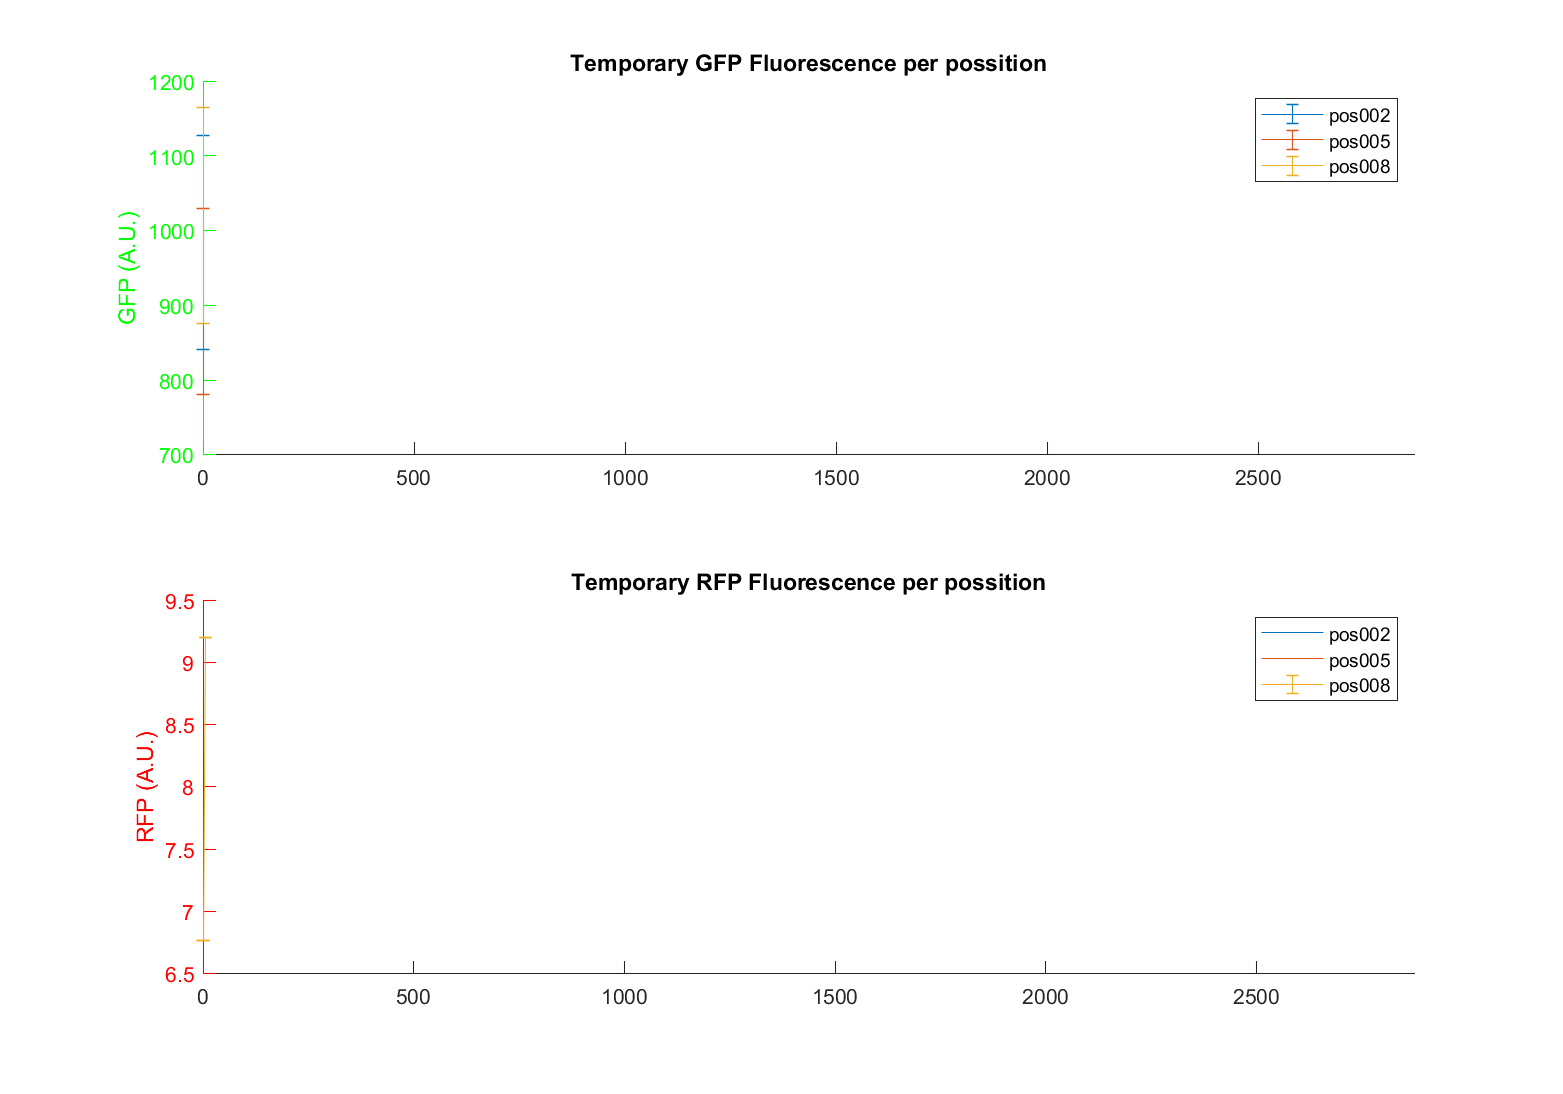 Temporary GFP Fluorescence per possition
1200
1100
1000
900
800
700
GFP (A.U.)
0 500 1000 1500 2000 2500
pos002
pos005
pos008
Temporary RFP Fluorescence per possition
9.5
9
8.5
8
7.5
7
6.5
RFP (A.U.)
0 500 1000 1500 2000 2500
pos002
pos005
pos008